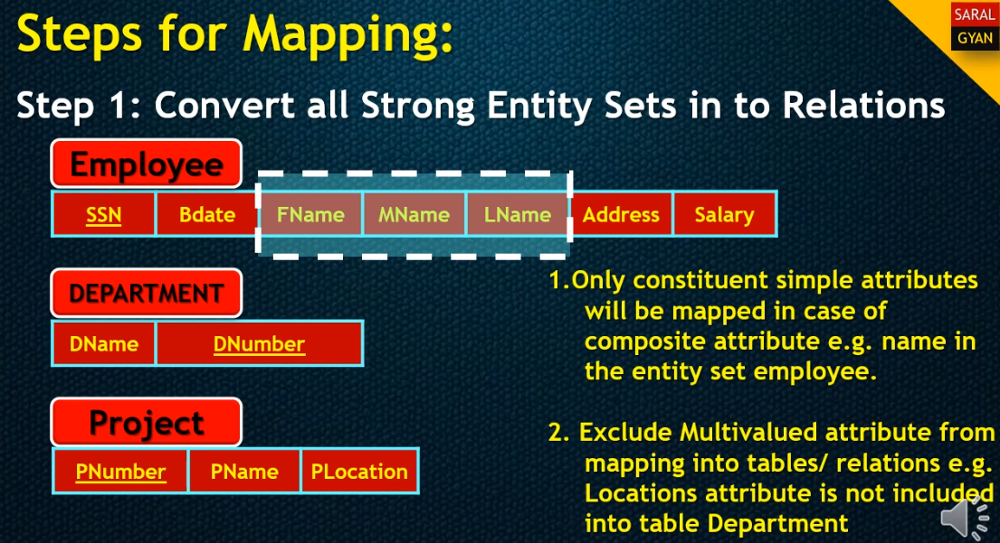 Steps for Mapping:
SARAL
GYAN
Step 1: Convert all Strong Entity Sets in to Relations
Employee
SSN Bdate FName MName LName Address Salary
DEPARTMENT
DName DNumber
Project
PNumber PName PLocation
1.Only constituent simple attributes
will be mapped in case of
composite attribute e.g. name in
the entity set employee.
2. Exclude Multivalued attribute from
mapping into tables/ relations e.g.
Locations attribute is not included
into table Department